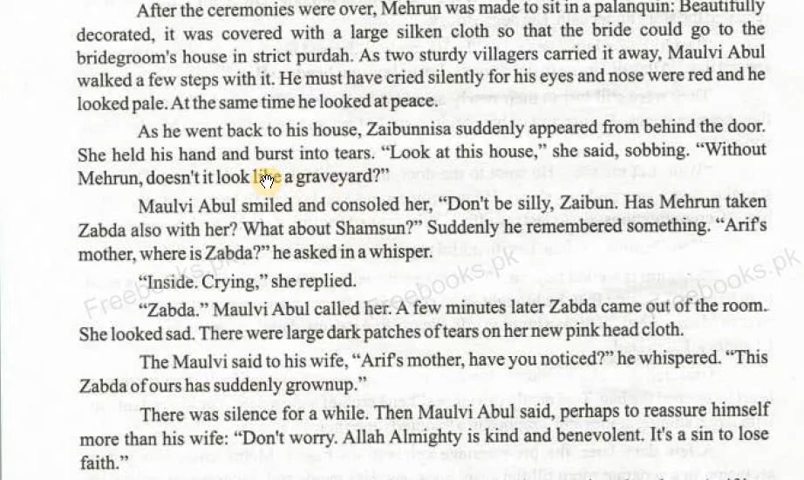 After the ceremonies were over, Mehrun was made to sit in a palanquin: Beautifully
decorated, it was covered with a large silken cloth so that the bride could go to the
bridegroom's house in strict purdah. As two sturdy villagers carried it away, Maulvi Abul
walked a few steps with it. He must have cried silently for his eyes and nose were red and he
looked pale. At the same time he looked at peace.
As he went back to his house, Zaibunnisa suddenly appeared from behind the door.
She held his hand and burst into tears. “Look at this house,” she said, sobbing. “Without
Mehrun, doesn't it look like a graveyard?”
Maulvi Abul smiled and consoled her, “Don't be silly, Zaibun. Has Mehrun taken
Zabda also with her? What about Shamsun?” Suddenly he remembered something. “Arif's
mother, where is Zabda?” he asked in a whisper.
“Inside. Crying,” she replied.
“Zabda.” Maulvi Abul called her. A few minutes later Zabda came out of the room.
She looked sad. There were large dark patches of tears on her new pink head cloth.
The Maulvi said to his wife, “Arif's mother, have you noticed?” he whispered. “This
Zabda of ours has suddenly grownup.”
There was silence for a while. Then Maulvi Abul said, perhaps to reassure himself
more than his wife: “Don't worry. Allah Almighty is kind and benevolent. It's a sin to lose
faith.”
Freebooks.pk
Freebooks.pk
Freebooks.pk